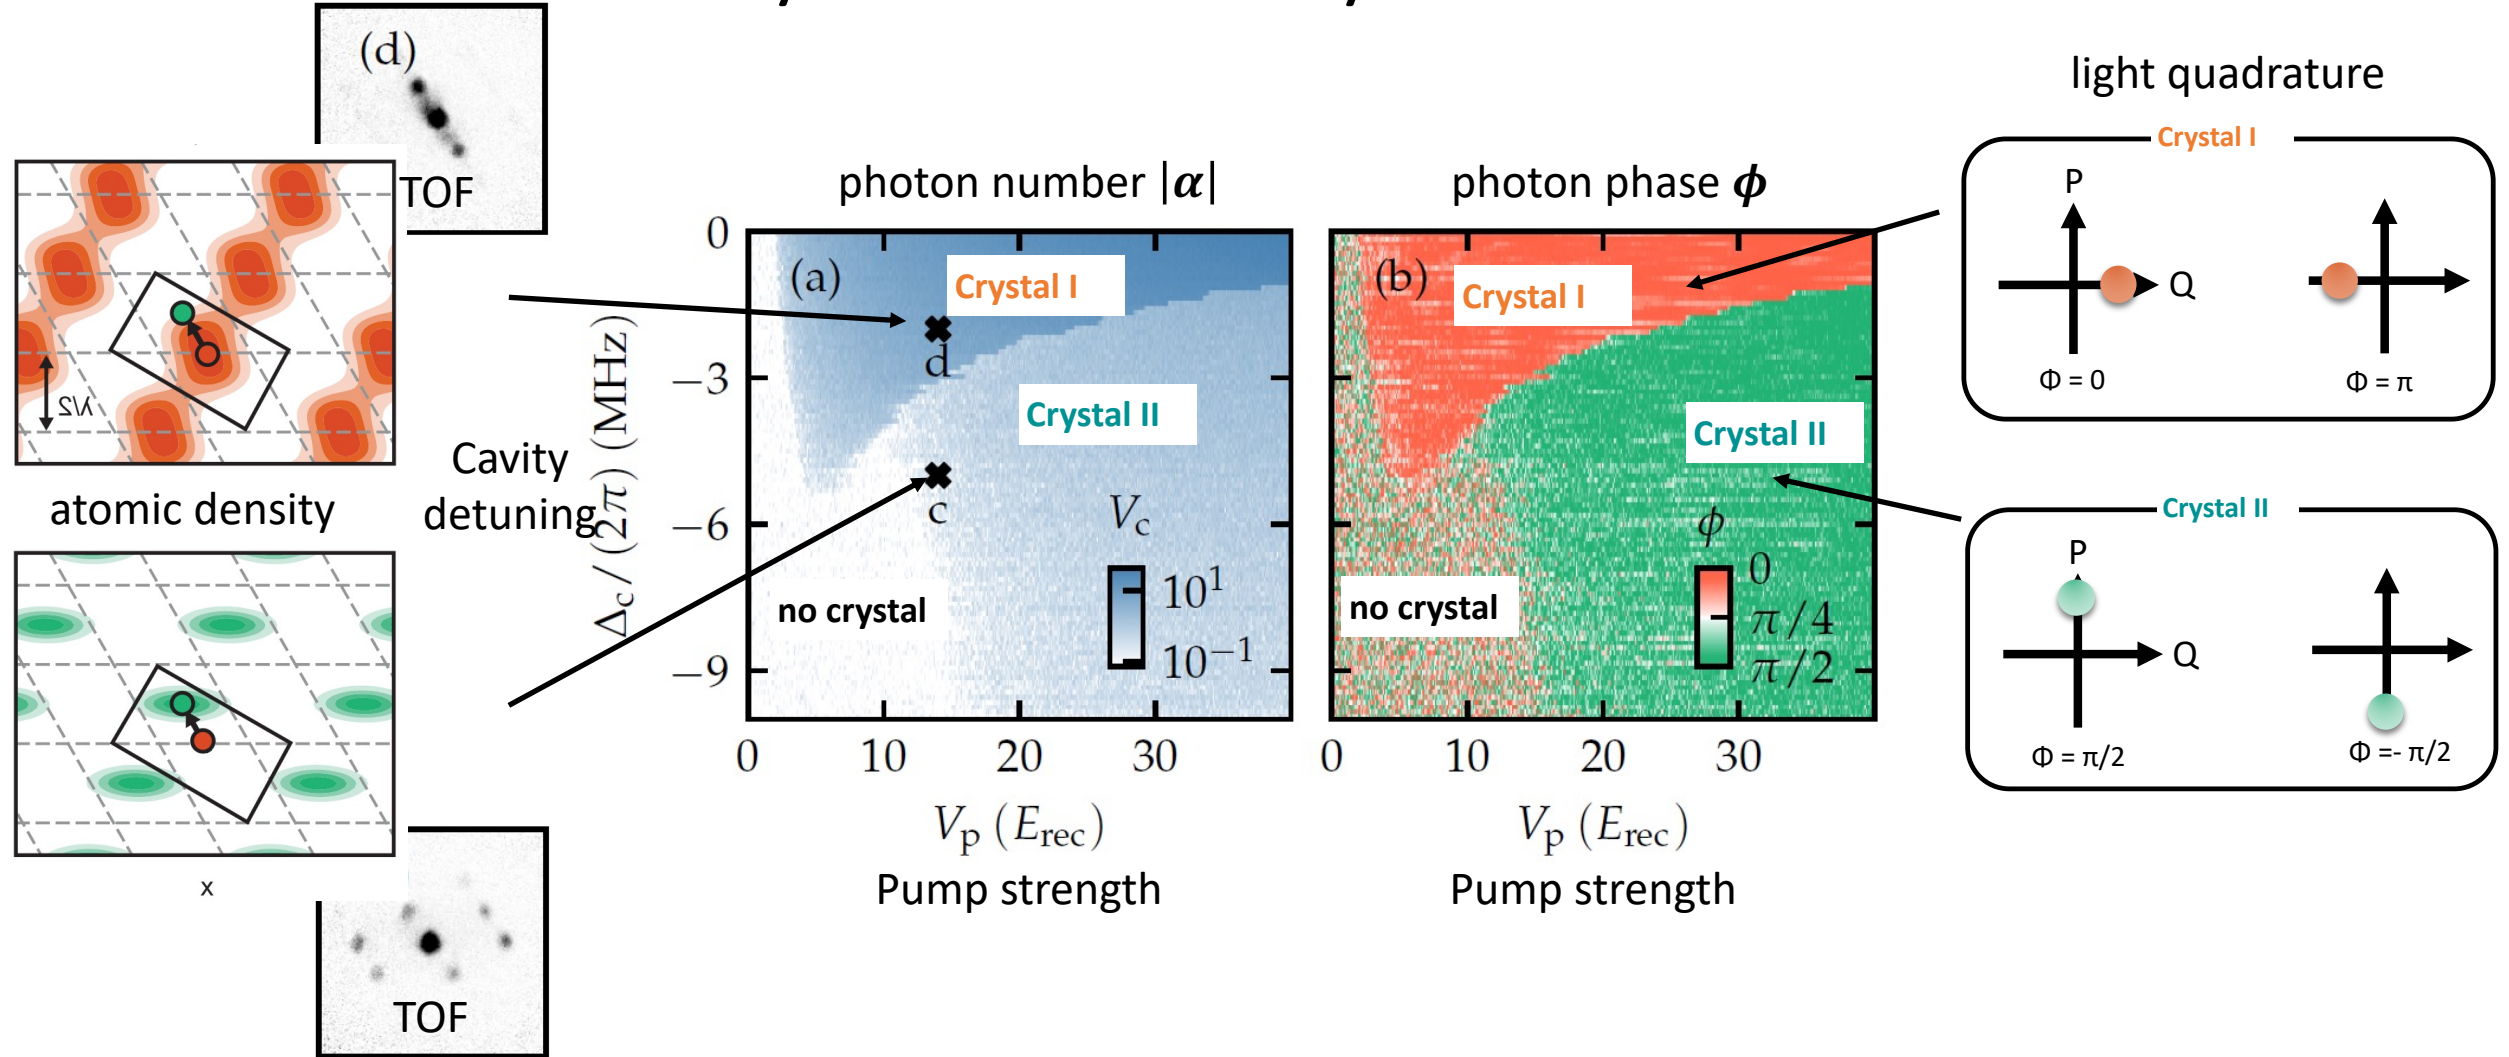 (d)
TOF
λ/2
atomic density
x
TOF
Cavity
detuning
photon number |α|
Δc / (2π) (MHz)
0
−3
−6
−9
(a)
Crystal I
d
Crystal II
c
Vc
10¹
10⁻¹
no crystal
0
10
20
30
Vp (Erec)
Pump strength
photon phase ϕ
(b)
Crystal I
Crystal II
ϕ
0
π/4
π/2
no crystal
0
10
20
30
Vp (Erec)
Pump strength
light quadrature
Crystal I
P
Q
Φ = 0
Φ = π
Crystal II
P
Q
Φ = π/2
Φ =- π/2